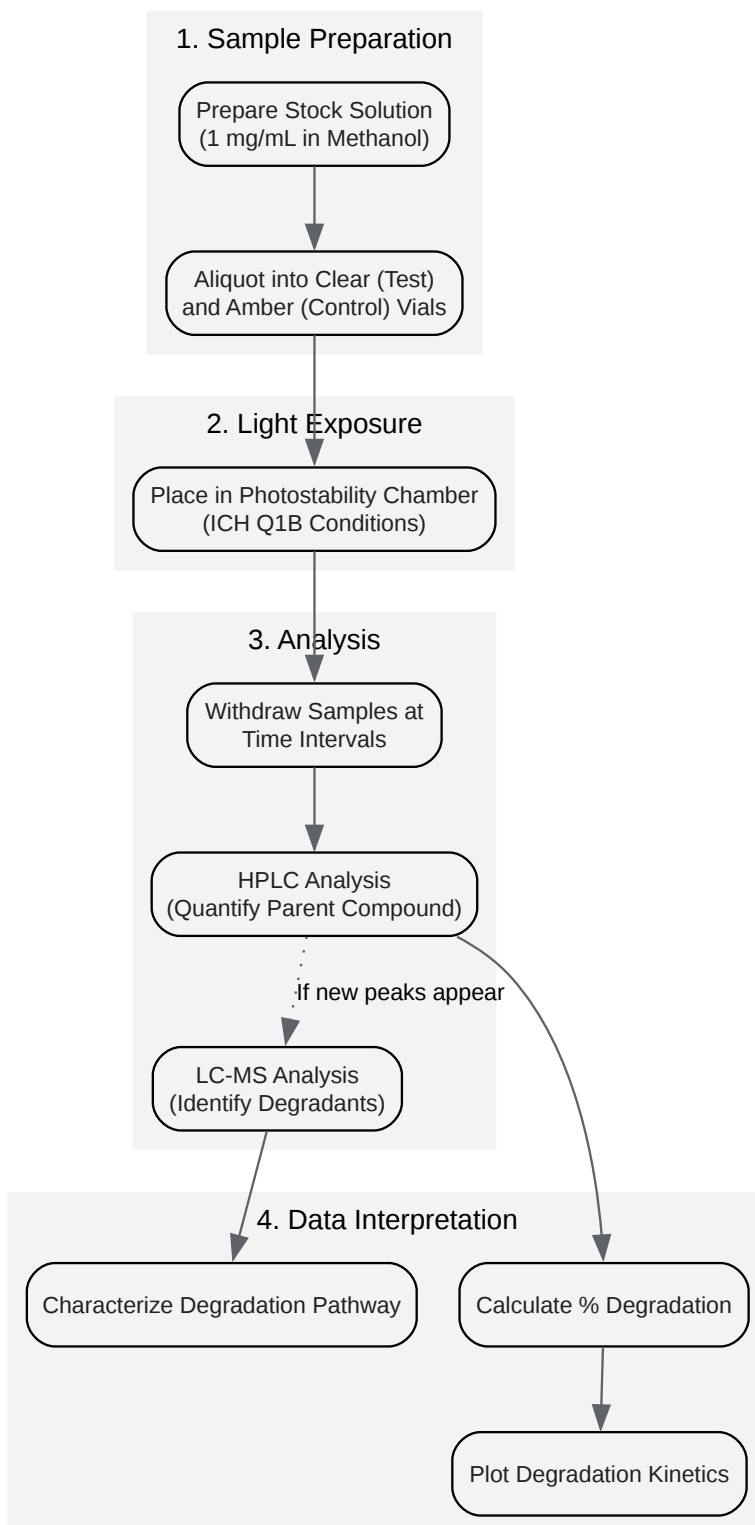 1. Sample Preparation
Prepare Stock Solution
(1 mg/mL in Methanol)
Aliquot into Clear (Test)
and Amber (Control) Vials
2. Light Exposure
Place in Photostability Chamber
(ICH Q1B Conditions)
3. Analysis
Withdraw Samples at
Time Intervals
HPLC Analysis
(Quantify Parent Compound)
If new peaks appear
LC-MS Analysis
(Identify Degradants)
4. Data Interpretation
Characterize Degradation Pathway
Calculate % Degradation
Plot Degradation Kinetics